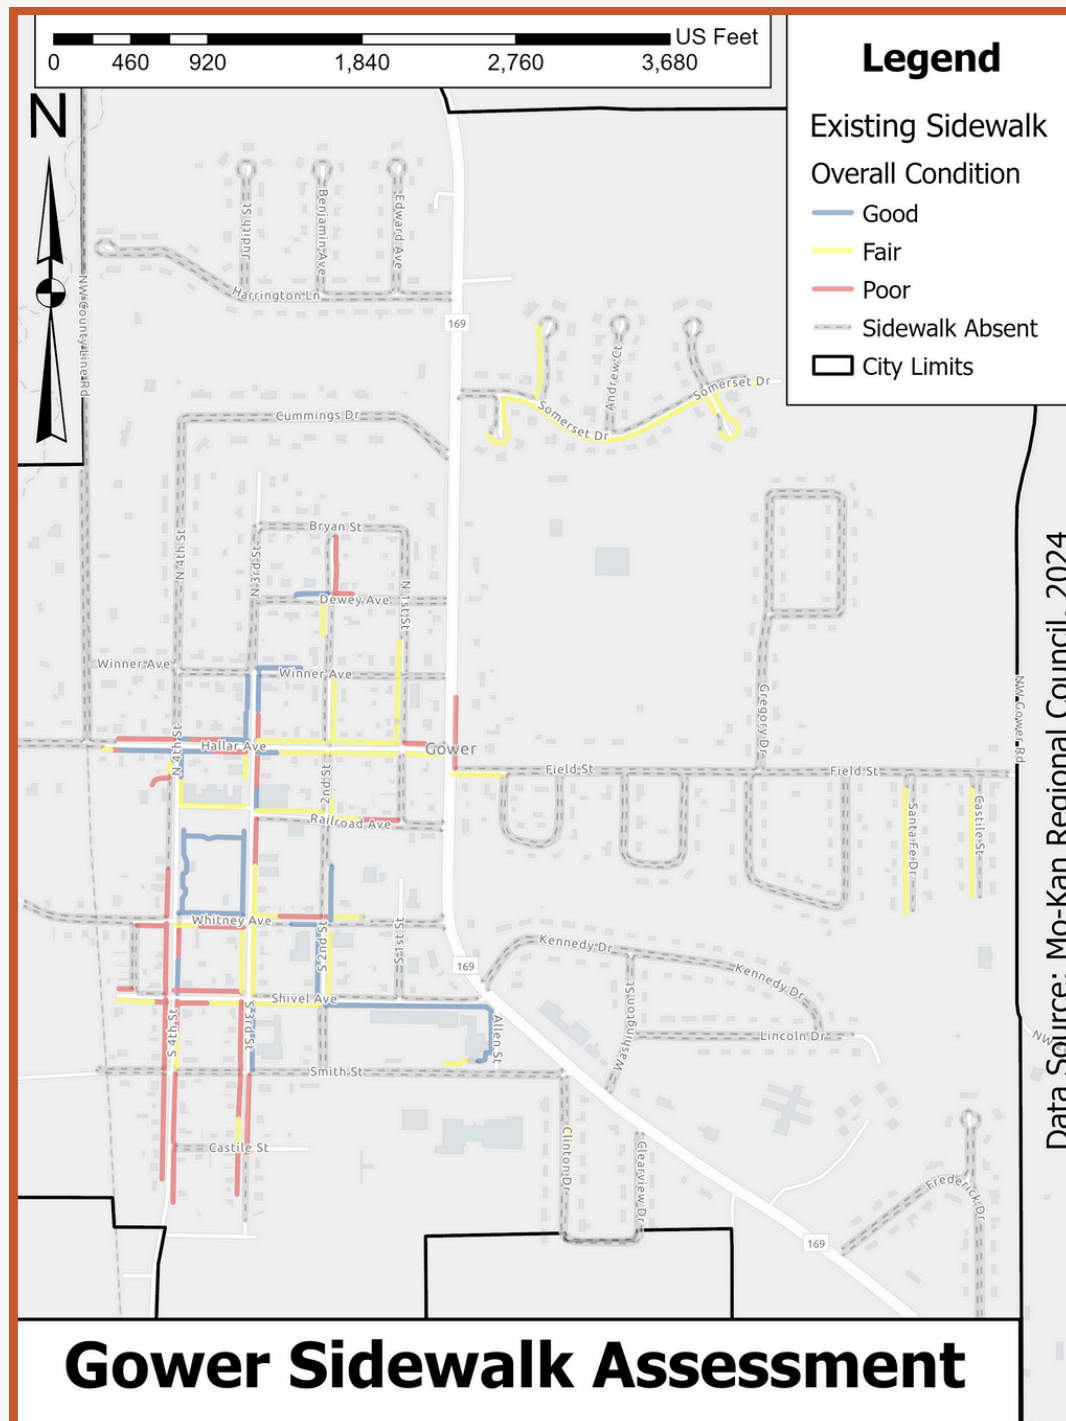 US Feet
0 460 920 1,840 2,760 3,680
N
Legend
Existing Sidewalk
Overall Condition
Good
Fair
Poor
Sidewalk Absent
City Limits
Judith St
Benjamin Ave
Edward Ave
Harrington Ln
NW County Line Rd
169
Andrew Ct
Somerset Dr
Somerset Dr
Cummings Dr
N 4th St
Bryan St
N 3rd St
Dewey Ave
N 1st St
Winner Ave
Winner Ave
Gregory Dr
NW Gower Rd
N 4th St
Hallar Ave
Gower
Field St
Field St
2nd St
Railroad Ave
Santa Fe Dr
Castile St
Whitney Ave
S 2nd St
S 1st St
169
Kennedy Dr
Kennedy Dr
Shivel Ave
Washington St
Lincoln Dr
NW
S 4th St
S 3rd St
Allen St
Smith St
Castile St
Clinton Dr
Clearview Dr
Frederick Dr
169
Data Source: Mo-Kan Regional Council, 2024
Gower Sidewalk Assessment